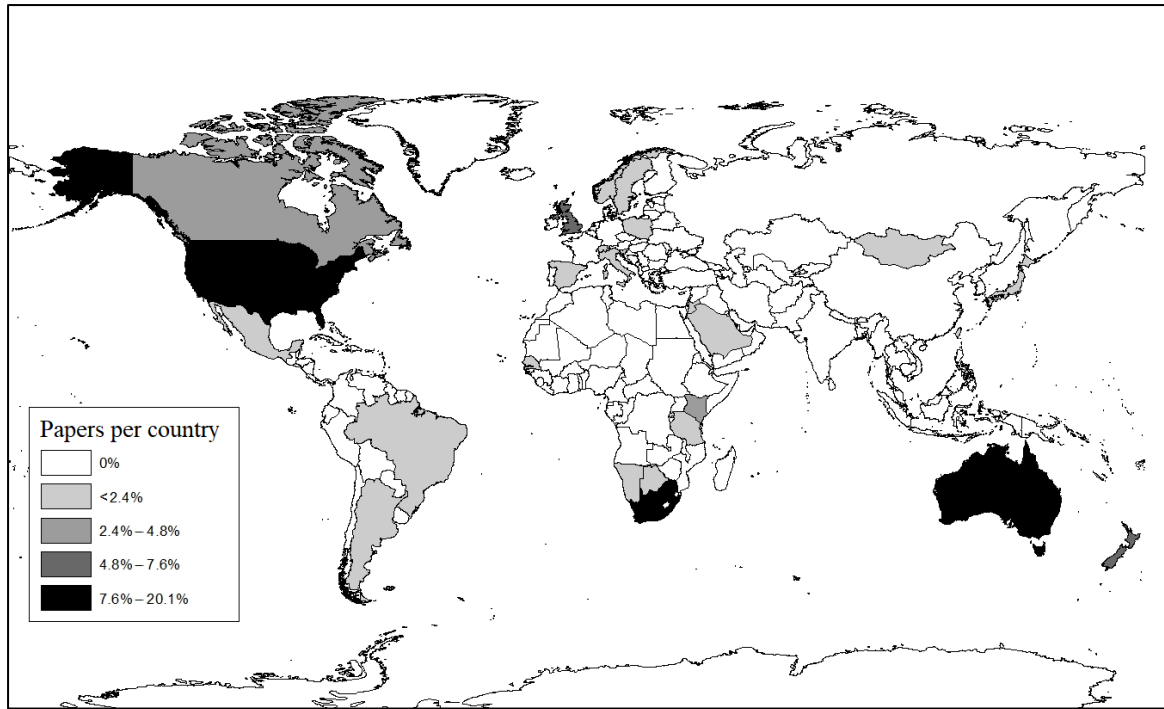 Papers per country
0%
<2.4%
2.4% – 4.8%
4.8% – 7.6%
7.6% – 20.1%